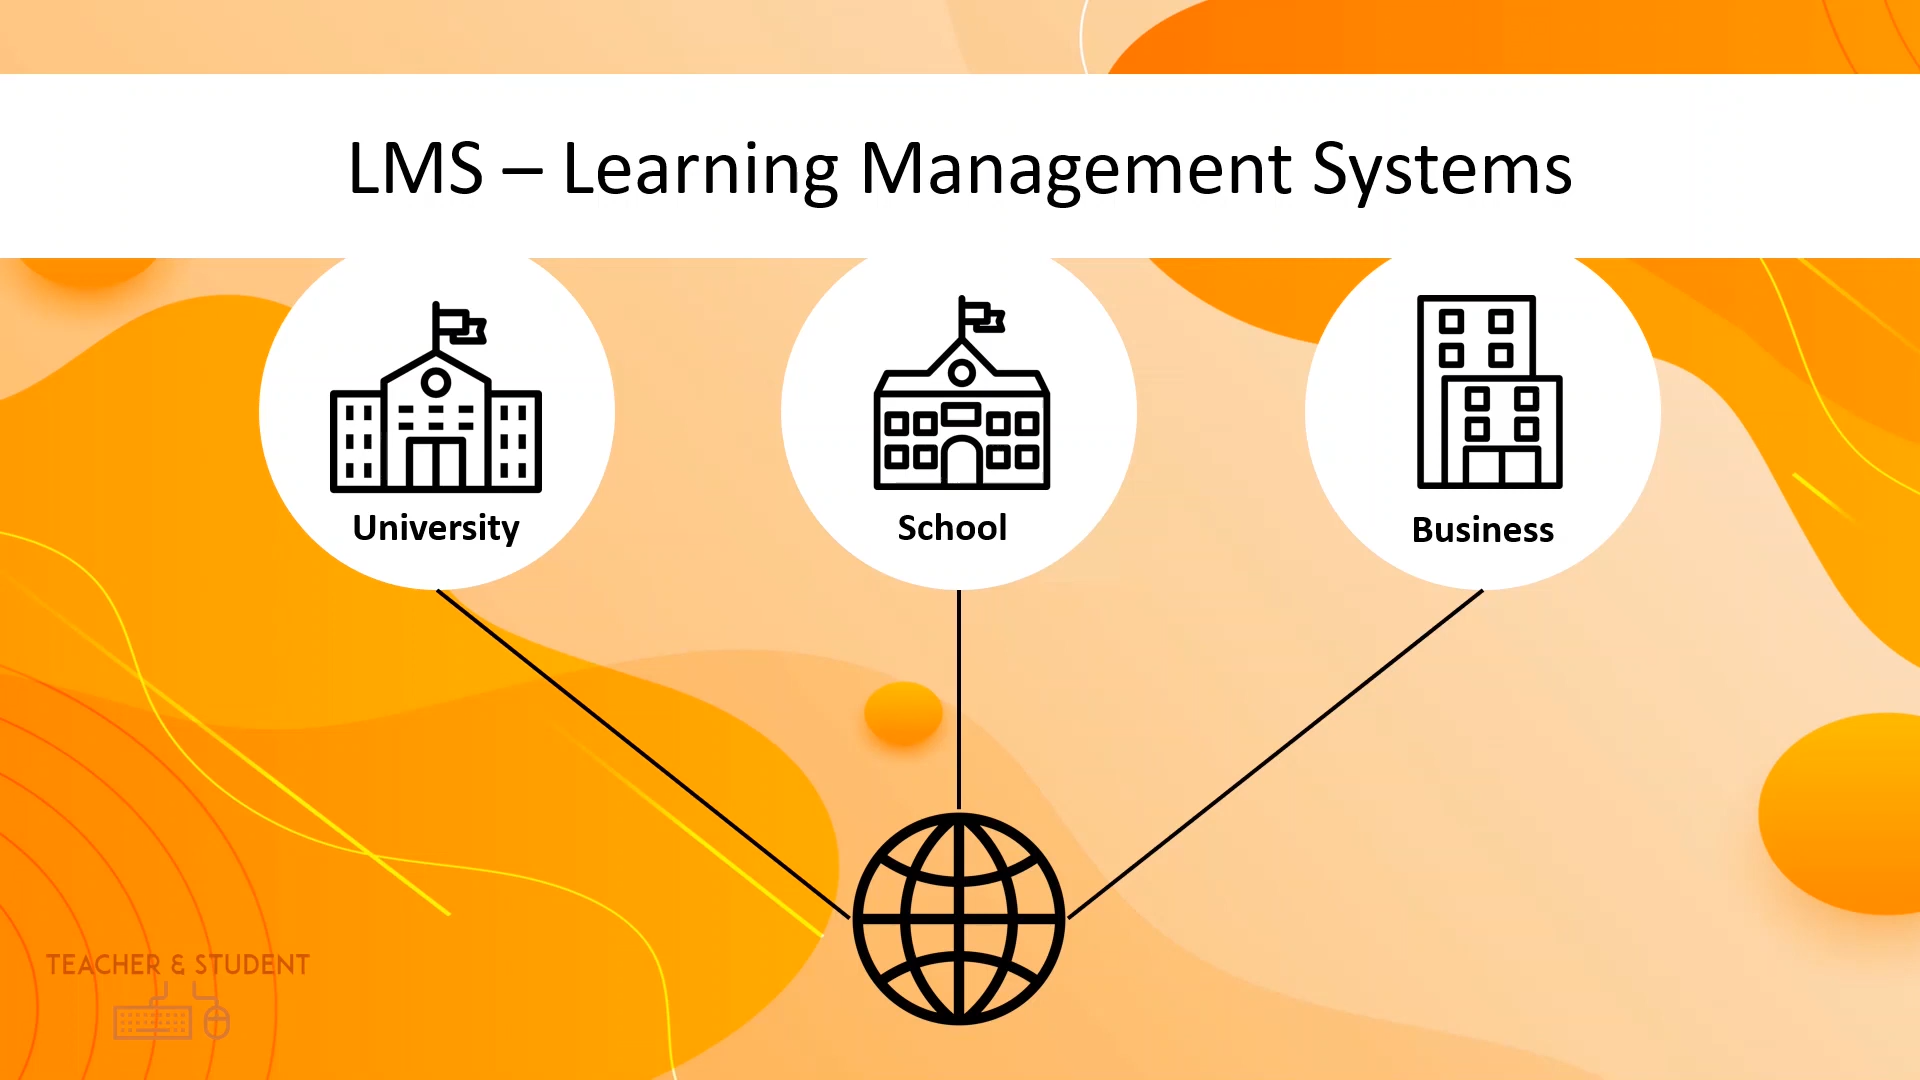 LMS – Learning Management Systems
University
School
Business
TEACHER & STUDENT